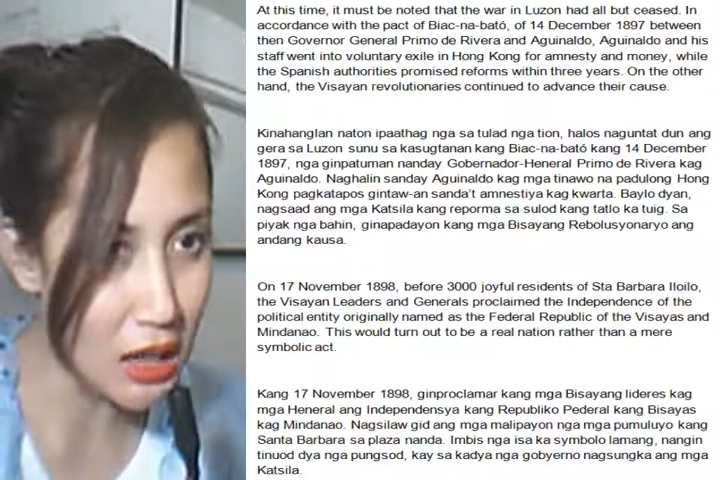 At this time, it must be noted that the war in Luzon had all but ceased. In
accordance with the pact of Biac-na-bató, of 14 December 1897 between
then Governor General Primo de Rivera and Aguinaldo, Aguinaldo and his
staff went into voluntary exile in Hong Kong for amnesty and money, while
the Spanish authorities promised reforms within three years. On the other
hand, the Visayan revolutionaries continued to advance their cause.
Kinahanglan naton ipaathag nga sa tulad nga tion, halos naguntat dun ang
gera sa Luzon sunu sa kasugtanan kang Biac-na-bató kang 14 December
1897, nga ginpatuman nanday Gobernador-Heneral Primo de Rivera kag
Aguinaldo. Naghalin sanday Aguinaldo kag mga tinawo na padulong Hong
Kong pagkatapos gintaw-an sanda't amnestiya kag kwarta. Baylo dyan,
nagsaad ang mga Katsila kang reporma sa sulod kang tatlo ka tuig. Sa
piyak nga bahin, ginapadayon kang mga Bisayang Rebolusyonaryo ang
andang kausa.
On 17 November 1898, before 3000 joyful residents of Sta Barbara Iloilo,
the Visayan Leaders and Generals proclaimed the Independence of the
political entity originally named as the Federal Republic of the Visayas and
Mindanao. This would turn out to be a real nation rather than a mere
symbolic act.
Kang 17 November 1898, ginproclamar kang mga Bisayang lideres kag
mga Heneral ang Independensya kang Republiko Pederal kang Bisayas
kag Mindanao. Nagsilaw gid ang mga malipayon nga mga pumuluyo kang
Santa Barbara sa plaza nanda. Imbis nga isa ka symbolo lamang, nangin
tinuod dya nga pungsod, kay sa kadya nga gobyerno nagsungka ang mga
Katsila.